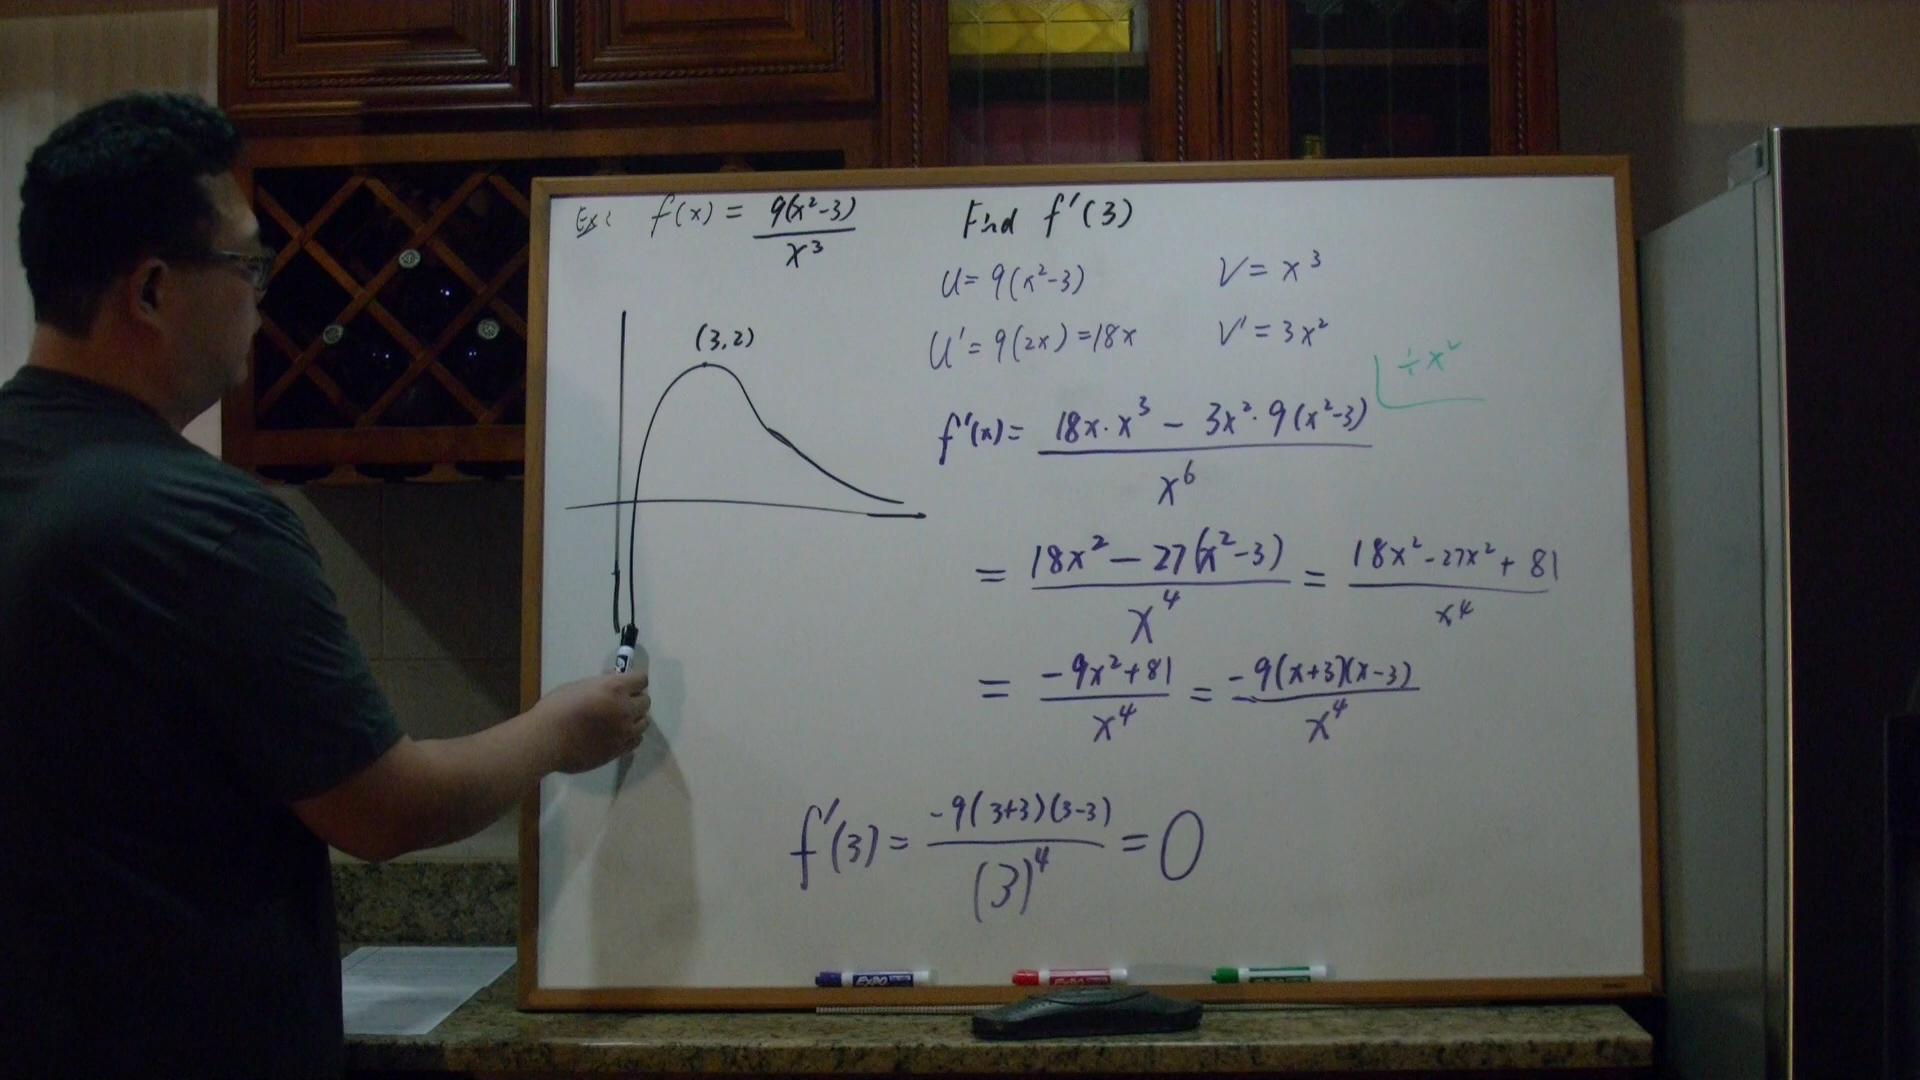 Ex: f(x) = 9(x²-3) / x³
Find f'(3)
U = 9(x²-3)
V = x³
U' = 9(2x) = 18x
V' = 3x²
(3,2)
÷ x²
f'(x) = 18x·x³ - 3x²·9(x²-3) / x⁶
= 18x² - 27(x²-3) / x⁴ = 18x² - 27x² + 81 / x⁴
= -9x² + 81 / x⁴ = -9(x+3)(x-3) / x⁴
f'(3) = -9(3+3)(3-3) / (3)⁴ = 0
EXPO